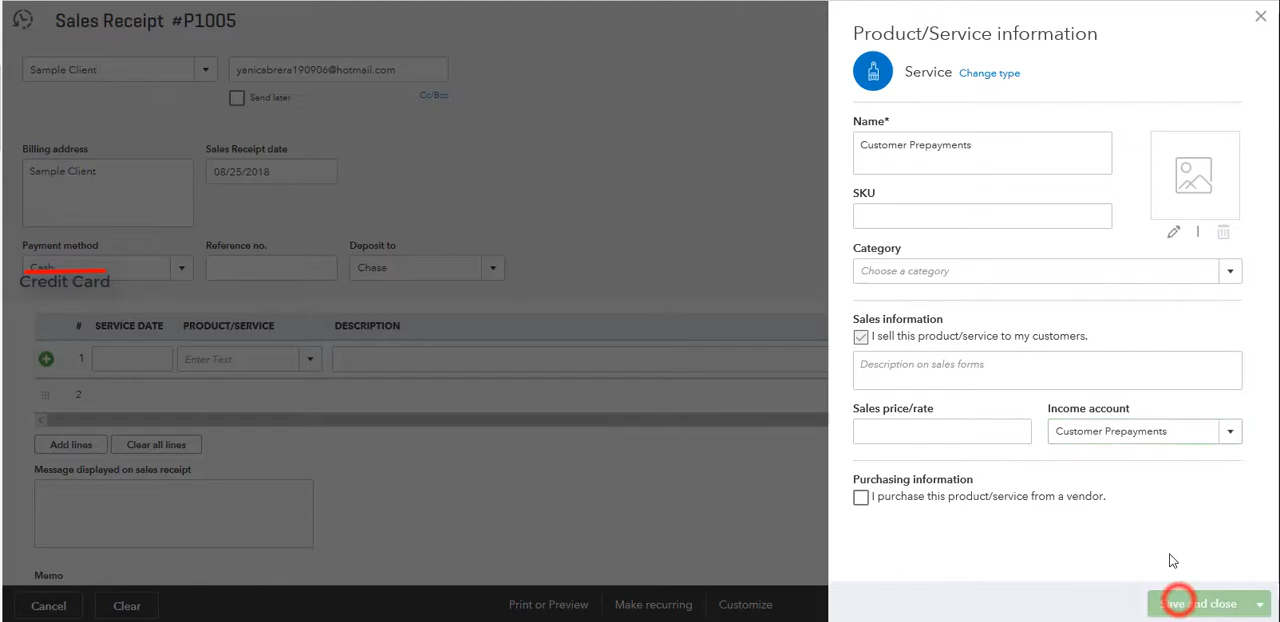 Sales Receipt #P1005
Sample Client
yanicabrera190906@hotmail.com
Send later
Cc/Bcc
Billing address
Sales Receipt date
Sample Client
08/25/2018
Payment method
Reference no.
Deposit to
Cash
Chase
Credit Card
# SERVICE DATE PRODUCT/SERVICE DESCRIPTION
1
Enter Text
2
Add lines
Clear all lines
Message displayed on sales receipt
Memo
Cancel
Clear
Print or Preview
Make recurring
Customize
Product/Service information
Service Change type
Name*
Customer Prepayments
SKU
Category
Choose a category
Sales information
I sell this product/service to my customers.
Description on sales forms
Sales price/rate
Income account
Customer Prepayments
Purchasing information
I purchase this product/service from a vendor.
Save and close